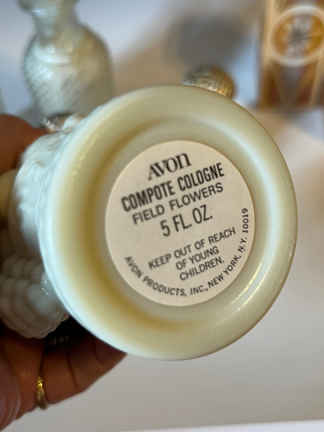 AVON
COMPOTE COLOGNE
FIELD FLOWERS
5 FL. OZ.
KEEP OUT OF REACH
OF YOUNG
CHILDREN.
AVON PRODUCTS, INC., NEW YORK, N.Y. 10019